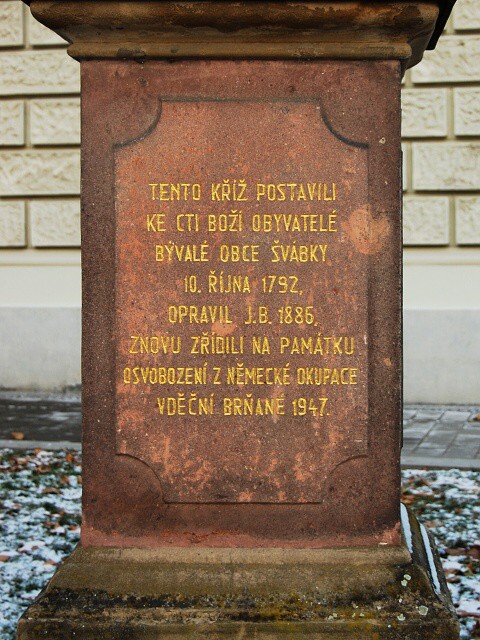 TENTO KŘÍŽ POSTAVILI
KE CTI BOŽÍ OBYVATELÉ
BÝVALÉ OBCE ŠVÁBKY
10. ŘÍJNA 1792,
OPRAVIL J.B. 1886,
ZNOVU ZŘÍDILI NA PAMÁTKU
OSVOBOZENÍ Z NĚMECKÉ OKUPACE
VDĚČNÍ BRŇANÉ 1947.